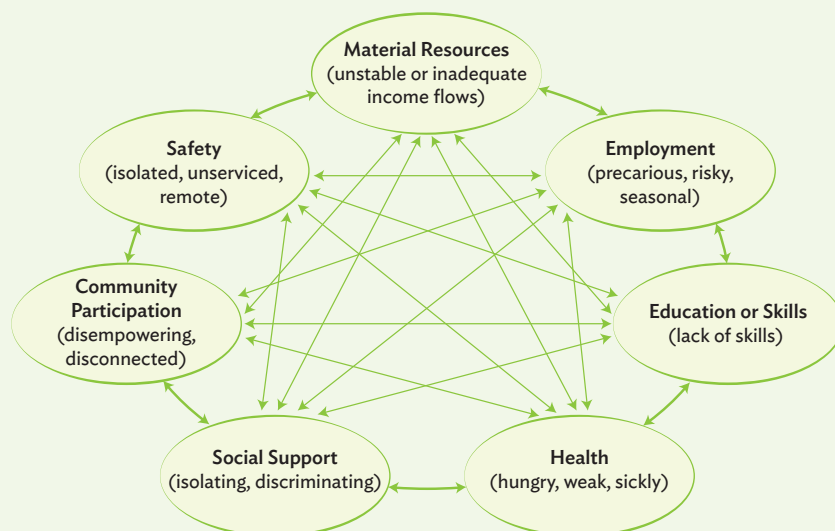 Material Resources
(unstable or inadequate
income flows)
Safety
(isolated, unserviced,
remote)
Employment
(precarious, risky,
seasonal)
Community
Participation
(disempowering,
disconnected)
Education or Skills
(lack of skills)
Social Support
(isolating, discriminating)
Health
(hungry, weak, sickly)